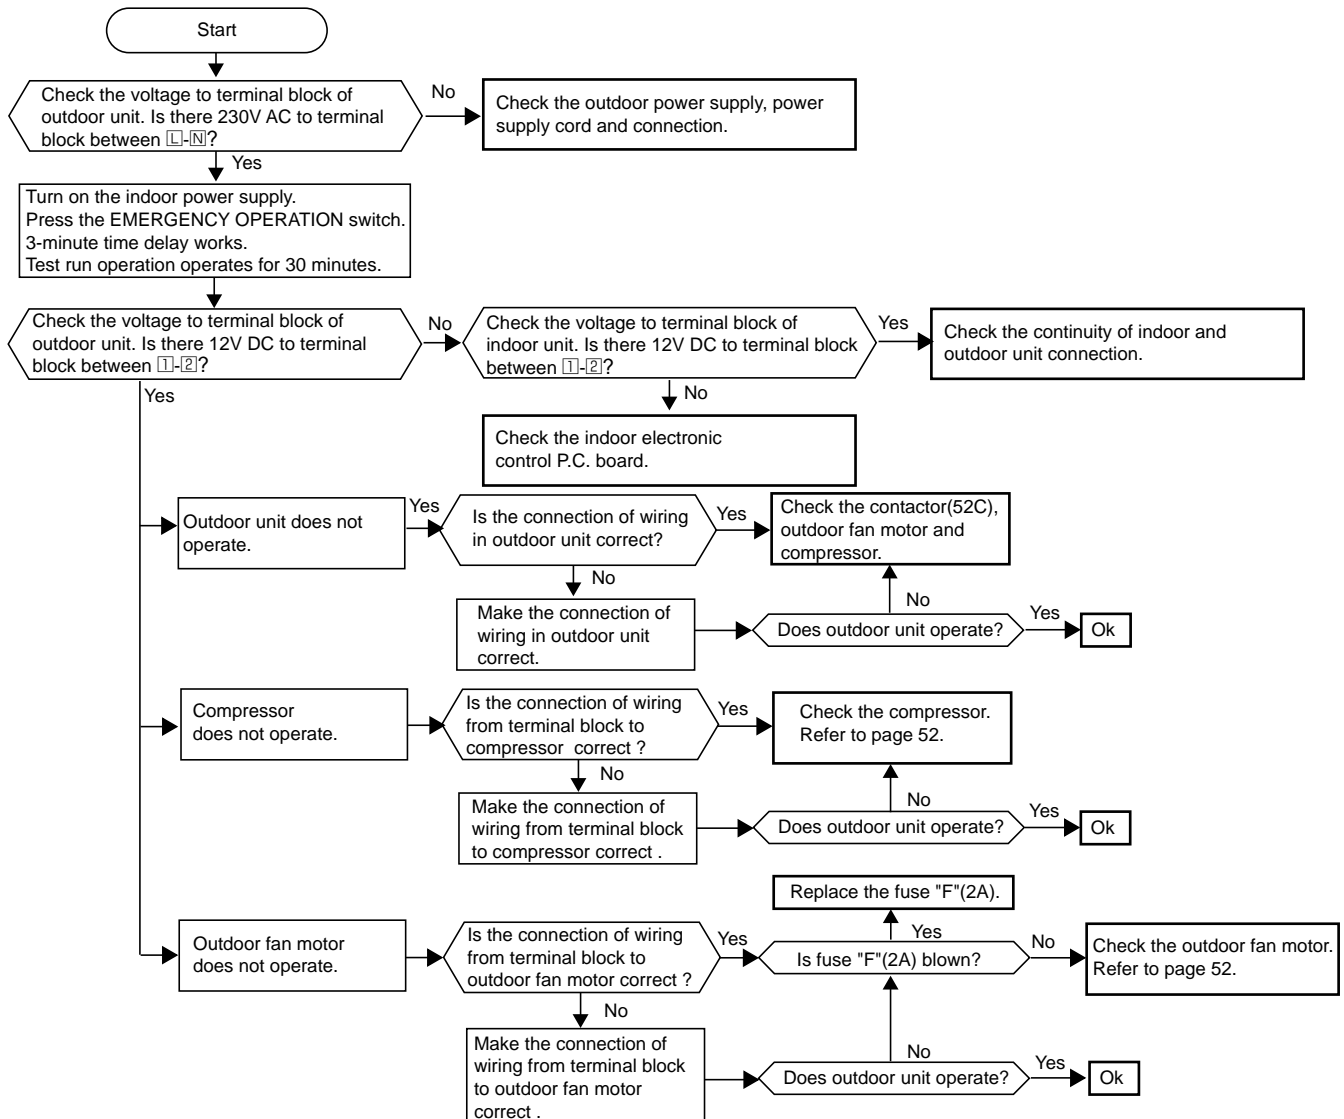 Start
Check the voltage to terminal block of
outdoor unit. Is there 230V AC to terminal
block between L-N?
No
Check the outdoor power supply, power
supply cord and connection.
Yes
Turn on the indoor power supply.
Press the EMERGENCY OPERATION switch.
3-minute time delay works.
Test run operation operates for 30 minutes.
Check the voltage to terminal block of
outdoor unit. Is there 12V DC to terminal
block between 1-2?
No
Check the voltage to terminal block of
indoor unit. Is there 12V DC to terminal block
between 1-2?
Yes
Check the continuity of indoor and
outdoor unit connection.
Yes
No
Check the indoor electronic
control P.C. board.
Outdoor unit does not
operate.
Yes
Is the connection of wiring
in outdoor unit correct?
Yes
Check the contactor(52C),
outdoor fan motor and
compressor.
No
Make the connection of
wiring in outdoor unit
correct.
No
Does outdoor unit operate?
Yes
Ok
Compressor
does not operate.
Is the connection of wiring
from terminal block to
compressor correct ?
Yes
Check the compressor.
Refer to page 52.
No
Make the connection of
wiring from terminal block
to compressor correct .
No
Does outdoor unit operate?
Yes
Ok
Replace the fuse "F"(2A).
Outdoor fan motor
does not operate.
Is the connection of wiring
from terminal block to
outdoor fan motor correct ?
Yes
Yes
Is fuse "F"(2A) blown?
No
Check the outdoor fan motor.
Refer to page 52.
No
Make the connection of
wiring from terminal block
to outdoor fan motor
correct .
No
Does outdoor unit operate?
Yes
Ok